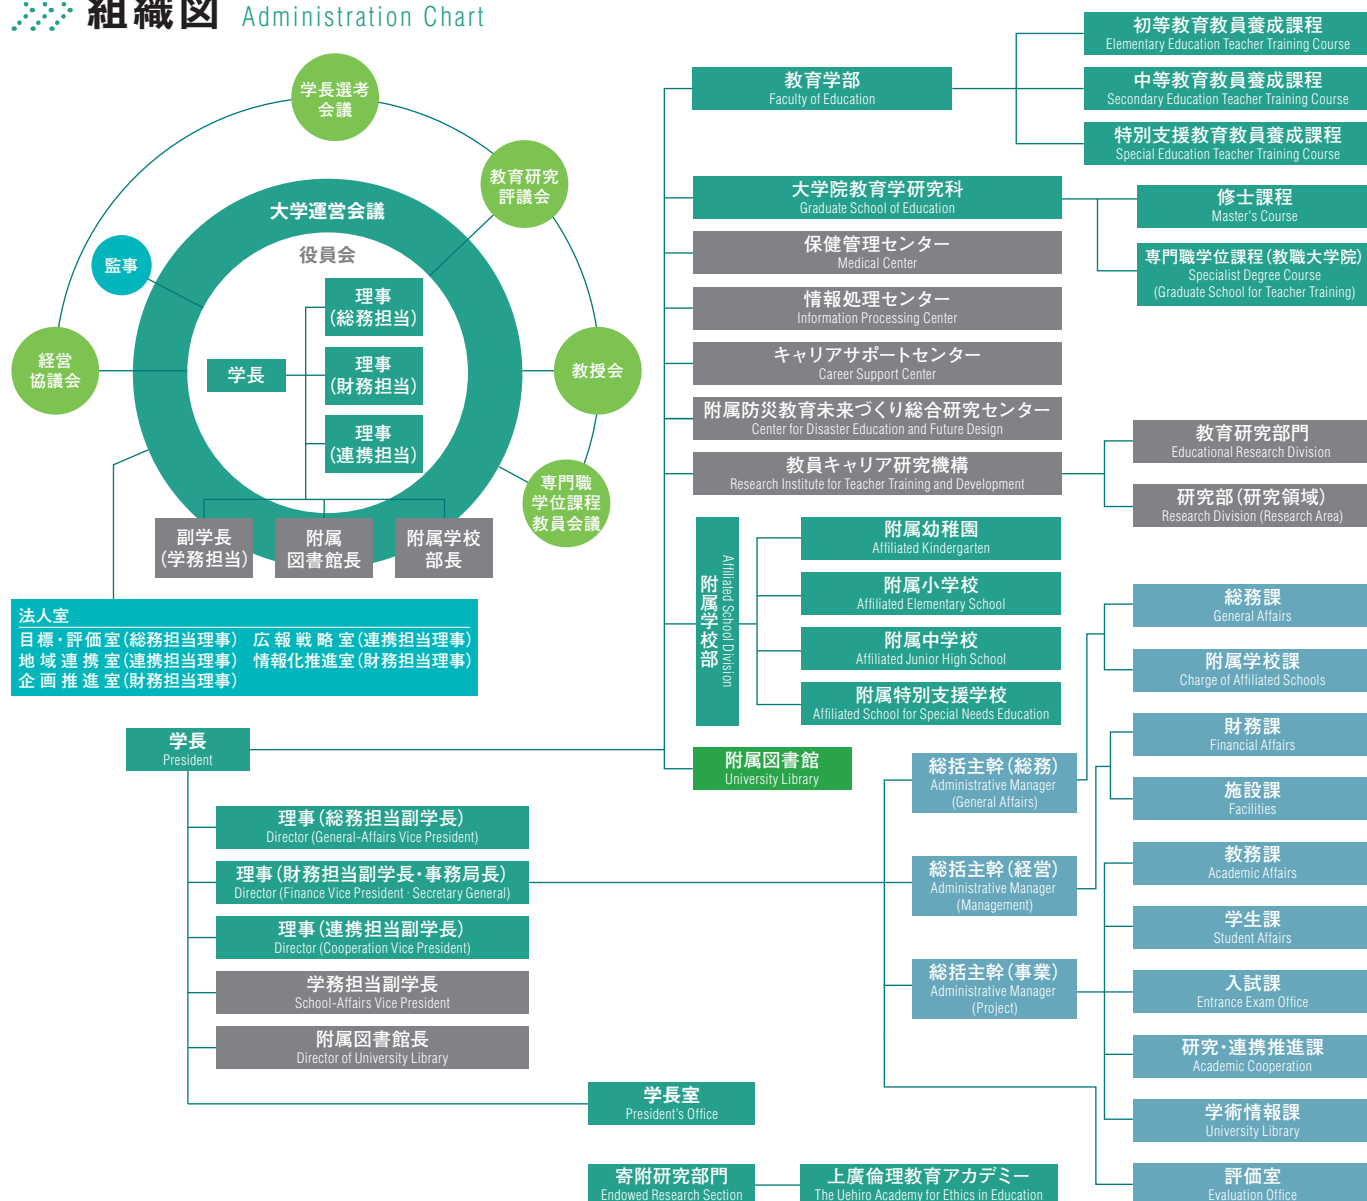 組織図 Administration Chart
学長選考
会議
教育研究
評議会
大学運営会議
役員会
監事
理事
(総務担当)
経営
協議会
学長
理事
(財務担当)
教授会
理事
(連携担当)
専門職
学位課程
教員会議
副学長
(学務担当)
附属
図書館長
附属学校
部長
法人室
目標・評価室(総務担当理事) 広報戦略室(連携担当理事)
地域連携室(連携担当理事) 情報化推進室(財務担当理事)
企画推進室(財務担当理事)
学長
President
理事(総務担当副学長)
Director (General-Affairs Vice President)
理事(財務担当副学長・事務局長)
Director (Finance Vice President · Secretary General)
理事(連携担当副学長)
Director (Cooperation Vice President)
学務担当副学長
School-Affairs Vice President
附属図書館長
Director of University Library
学長室
President's Office
寄附研究部門
Endowed Research Section
上廣倫理教育アカデミー
The Uehiro Academy for Ethics in Education
教育学部
Faculty of Education
初等教育教員養成課程
Elementary Education Teacher Training Course
中等教育教員養成課程
Secondary Education Teacher Training Course
特別支援教育教員養成課程
Special Education Teacher Training Course
大学院教育学研究科
Graduate School of Education
修士課程
Master's Course
専門職学位課程(教職大学院)
Specialist Degree Course
(Graduate School for Teacher Training)
保健管理センター
Medical Center
情報処理センター
Information Processing Center
キャリアサポートセンター
Career Support Center
附属防災教育未来づくり総合研究センター
Center for Disaster Education and Future Design
教員キャリア研究機構
Research Institute for Teacher Training and Development
教育研究部門
Educational Research Division
研究部(研究領域)
Research Division (Research Area)
附属学校部
Affiliated School Division
附属幼稚園
Affiliated Kindergarten
附属小学校
Affiliated Elementary School
附属中学校
Affiliated Junior High School
附属特別支援学校
Affiliated School for Special Needs Education
附属図書館
University Library
総括主幹(総務)
Administrative Manager
(General Affairs)
総括主幹(経営)
Administrative Manager
(Management)
総括主幹(事業)
Administrative Manager
(Project)
総務課
General Affairs
附属学校課
Charge of Affiliated Schools
財務課
Financial Affairs
施設課
Facilities
教務課
Academic Affairs
学生課
Student Affairs
入試課
Entrance Exam Office
研究・連携推進課
Academic Cooperation
学術情報課
University Library
評価室
Evaluation Office